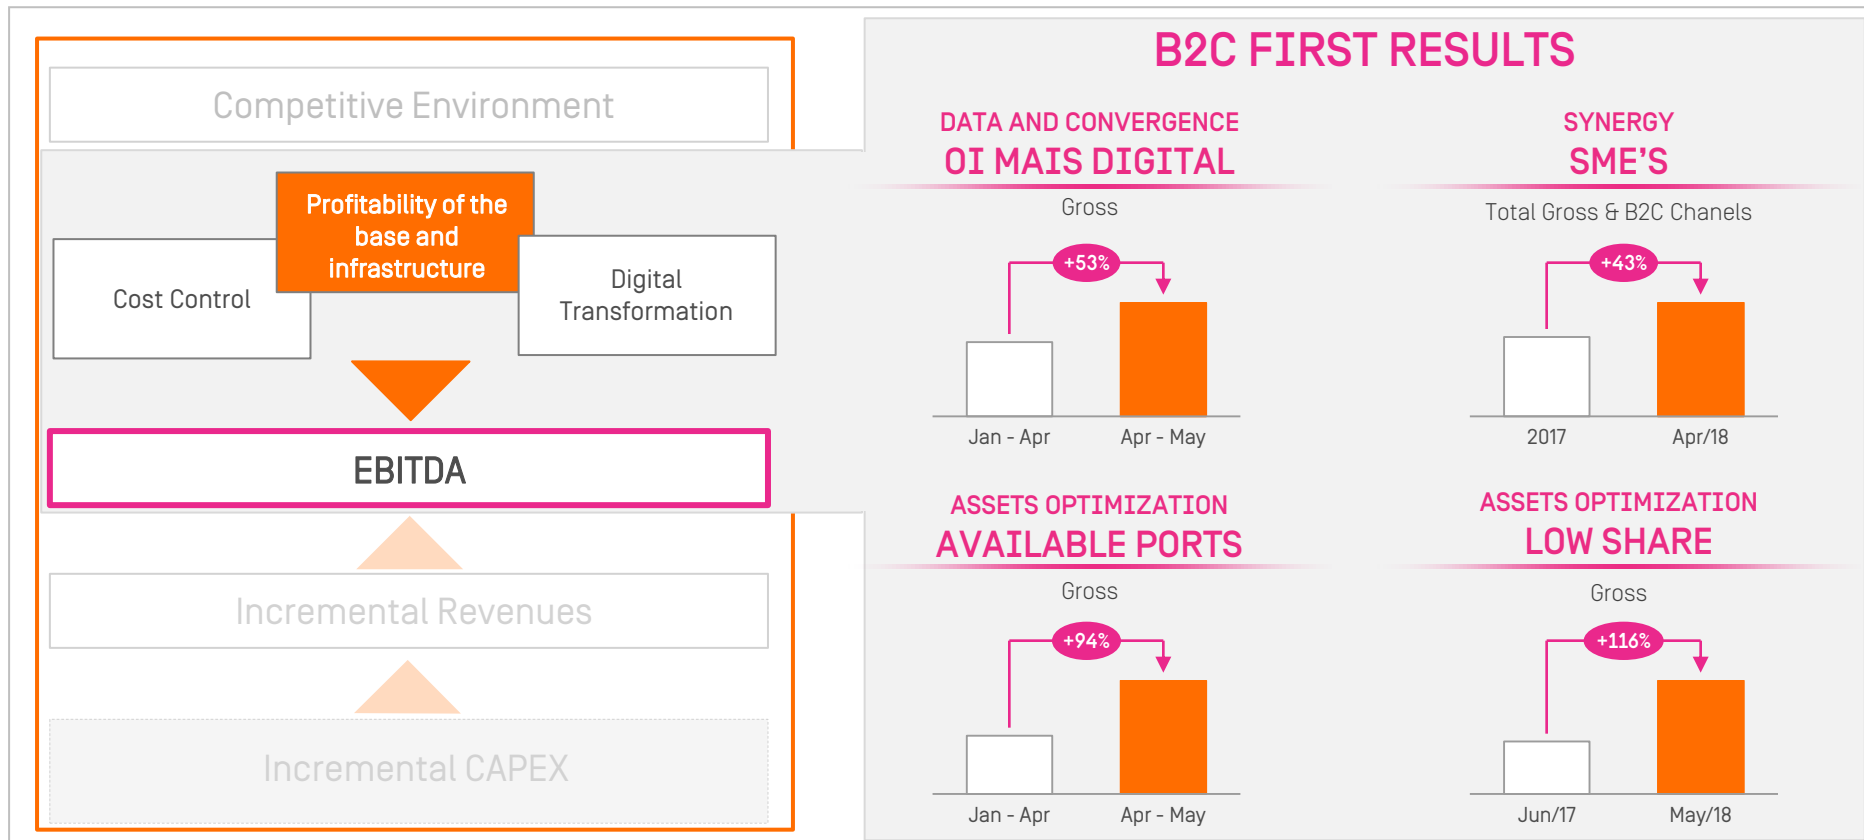 Competitive Environment
Profitability of the
base and
infrastructure
Cost Control
Digital
Transformation
EBITDA
Incremental Revenues
Incremental CAPEX
B2C FIRST RESULTS
DATA AND CONVERGENCE
OI MAIS DIGITAL
Gross
+53%
Jan - Apr
Apr - May
SYNERGY
SME'S
Total Gross & B2C Chanels
+43%
2017
Apr/18
ASSETS OPTIMIZATION
AVAILABLE PORTS
Gross
+94%
Jan - Apr
Apr - May
ASSETS OPTIMIZATION
LOW SHARE
Gross
+116%
Jun/17
May/18